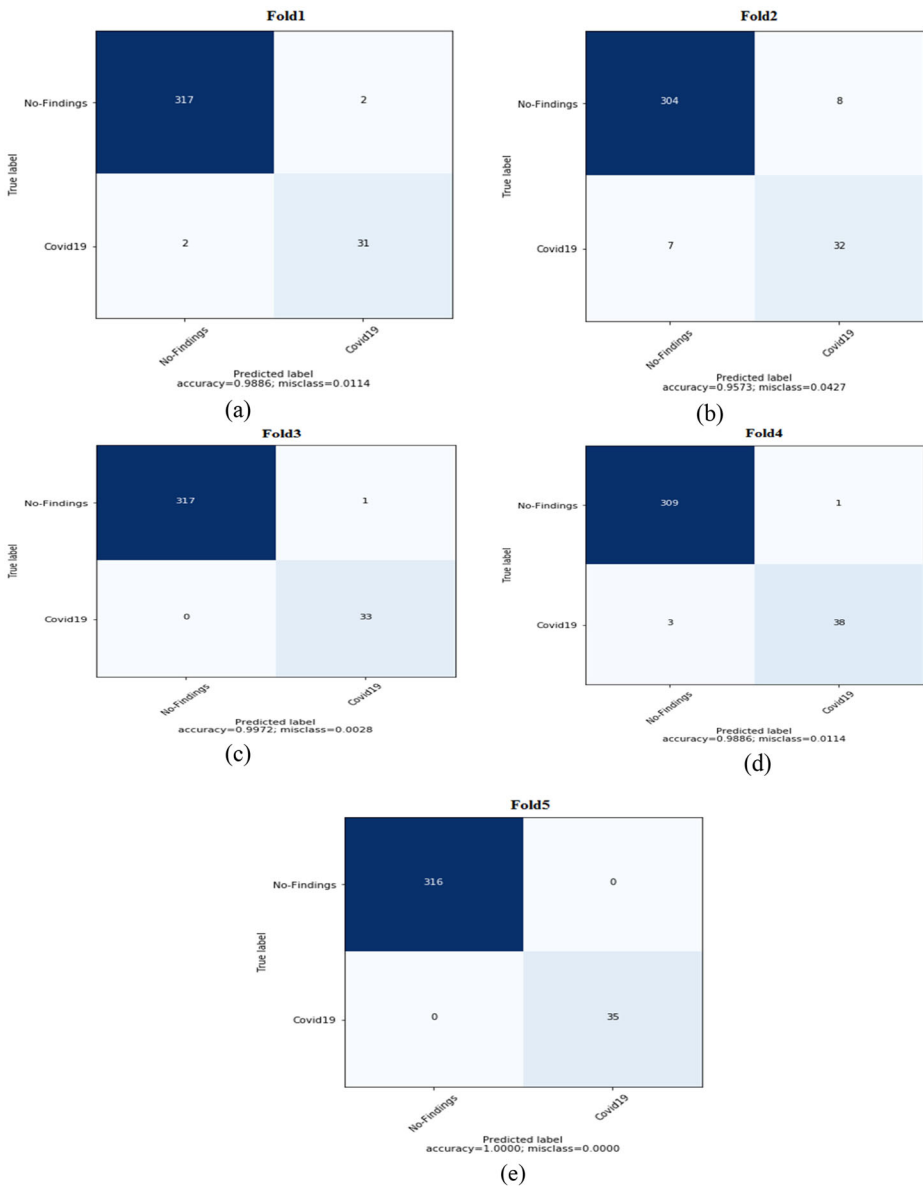 Fold1
True label
No-Findings
317
2
Covid19
2
31
No-Findings
Covid19
Predicted label
accuracy=0.9886; misclass=0.0114
(a)
Fold2
True label
No-Findings
304
8
Covid19
7
32
No-Findings
Covid19
Predicted label
accuracy=0.9573; misclass=0.0427
(b)
Fold3
True label
No-Findings
317
1
Covid19
0
33
No-Findings
Covid19
Predicted label
accuracy=0.9972; misclass=0.0028
(c)
Fold4
True label
No-Findings
309
1
Covid19
3
38
No-Findings
Covid19
Predicted label
accuracy=0.9886; misclass=0.0114
(d)
Fold5
True label
No-Findings
316
0
Covid19
0
35
No-Findings
Covid19
Predicted label
accuracy=1.0000; misclass=0.0000
(e)